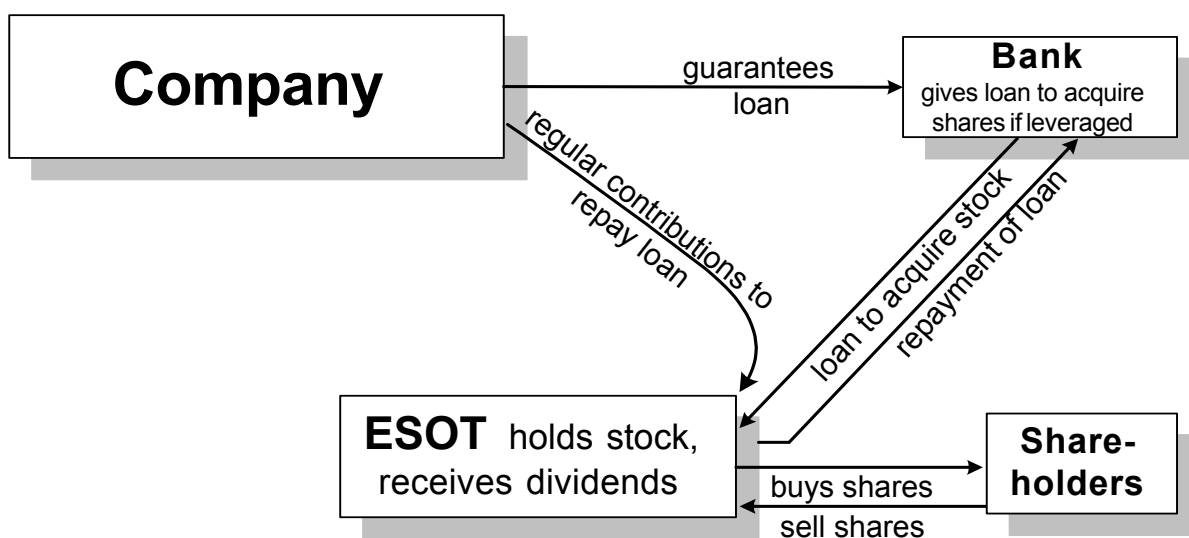 Company
guarantees
loan
Bank
gives loan to acquire
shares if leveraged
regular contributions to
repay loan
loan to acquire stock
repayment of loan
ESOT holds stock,
receives dividends
buys shares
sell shares
Share-
holders